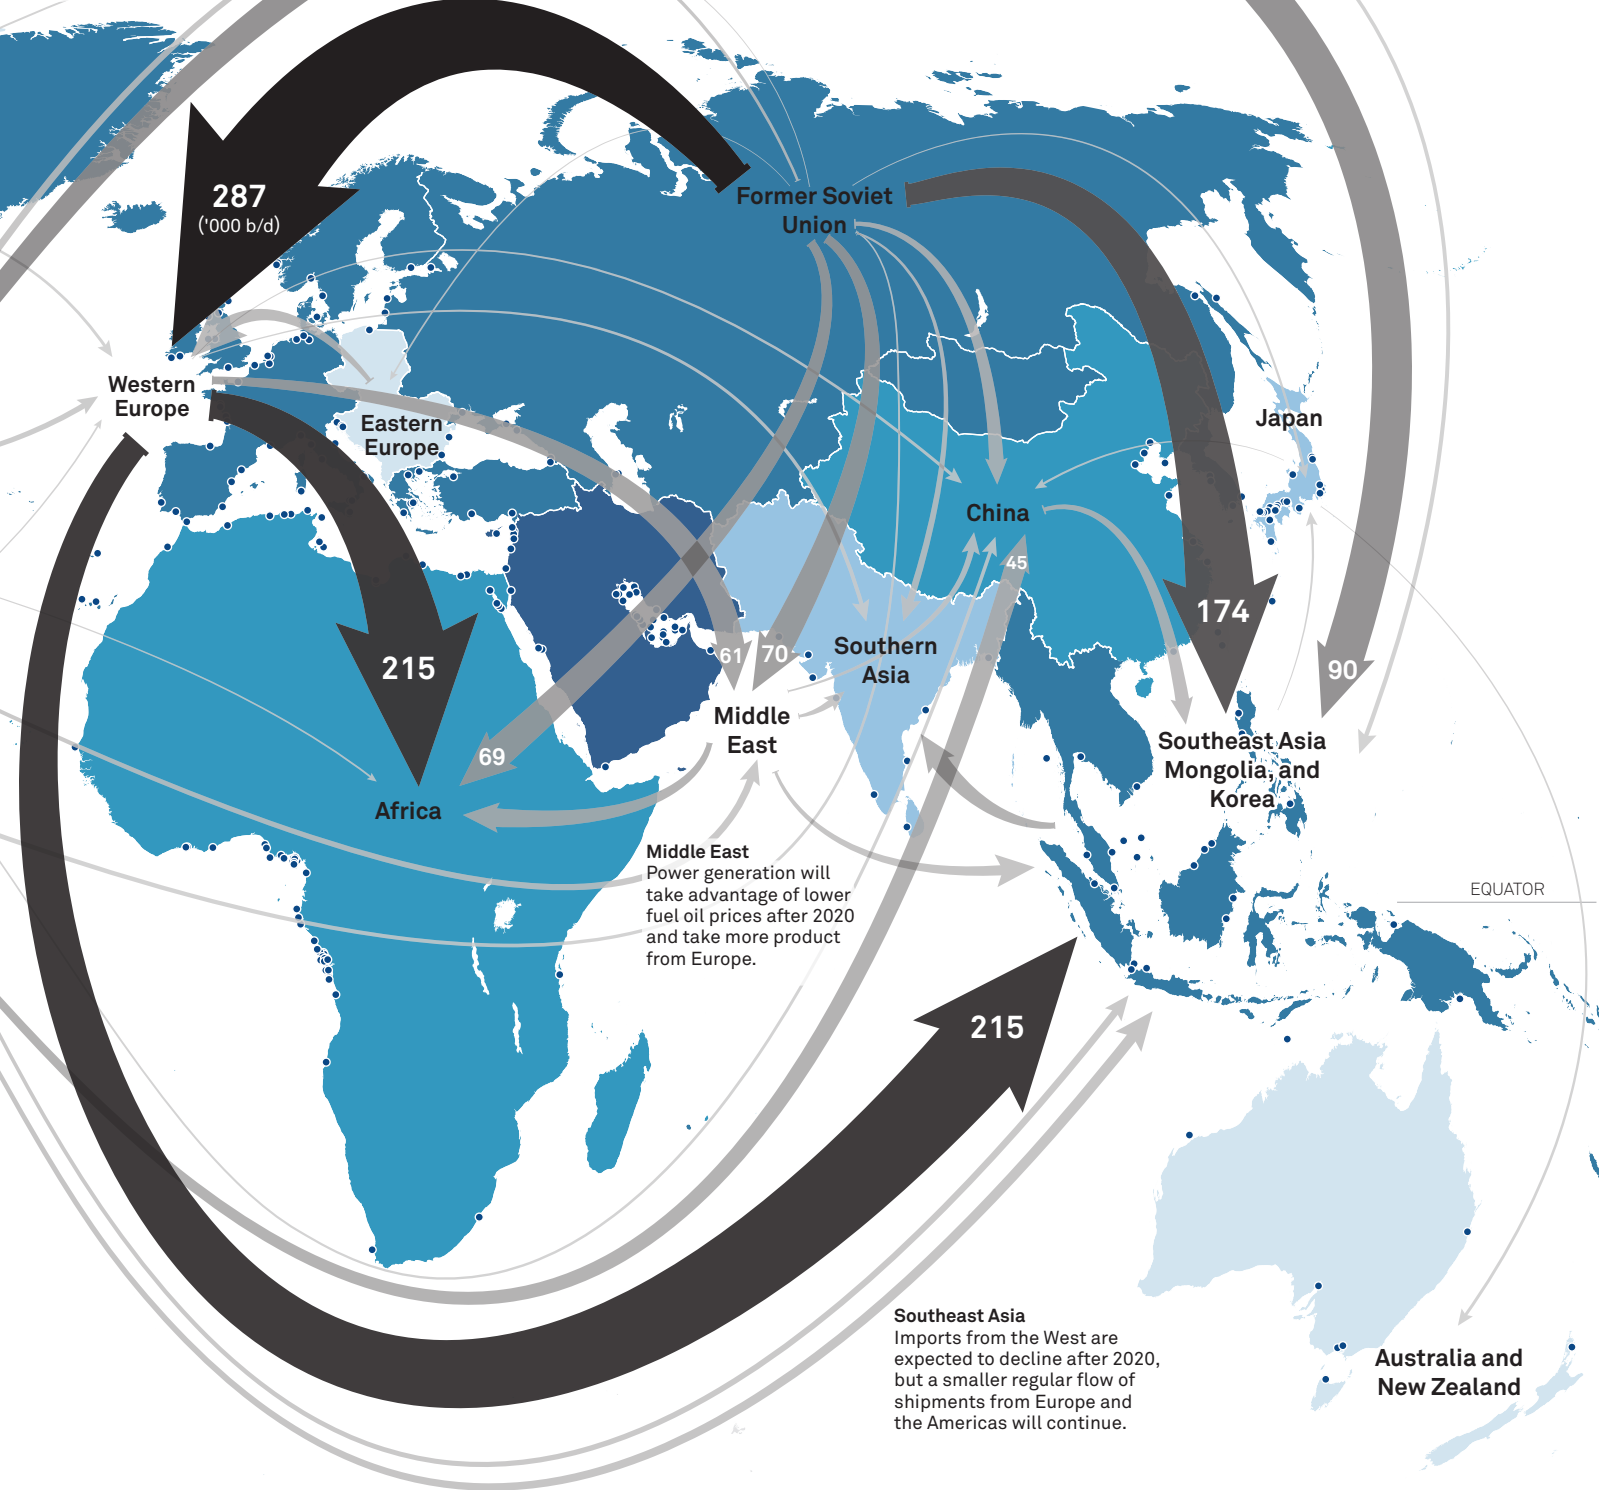 Former Soviet
Union
287
('000 b/d)
Western
Europe
Eastern
Europe
Japan
China
45
174
Southern
Asia
61
70
215
90
Middle
East
Southeast Asia
Mongolia, and
Korea
69
Africa
Middle East
Power generation will
take advantage of lower
fuel oil prices after 2020
and take more product
from Europe.
EQUATOR
215
Southeast Asia
Imports from the West are
expected to decline after 2020,
but a smaller regular flow of
shipments from Europe and
the Americas will continue.
Australia and
New Zealand